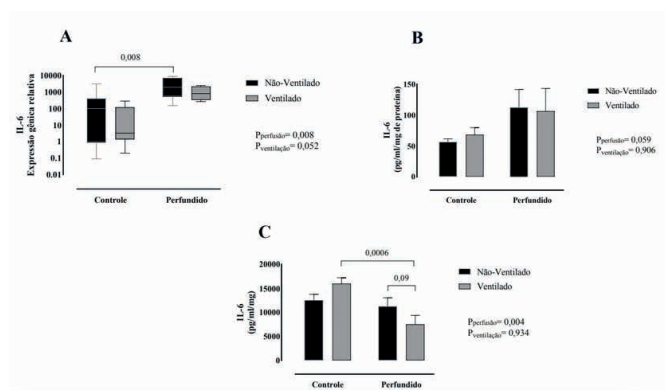 A
0,008
10000
1000
100
10
1
0.1
0.01
IL-6
Expressão gênica relativa
Não-Ventilado
Ventilado
Pperfusão= 0,008
Pventilação= 0,052
Controle
Perfundido
B
150
100
50
0
IL-6
(pg/ml/mg de proteína)
Não-Ventilado
Ventilado
Pperfusão= 0,059
Pventilação= 0,906
Controle
Perfundido
C
0,0006
0,09
20000
15000
10000
5000
0
IL-6
(pg/ml/mg)
Não-Ventilado
Ventilado
Pperfusão= 0,004
Pventilação= 0,934
Controle
Perfundido